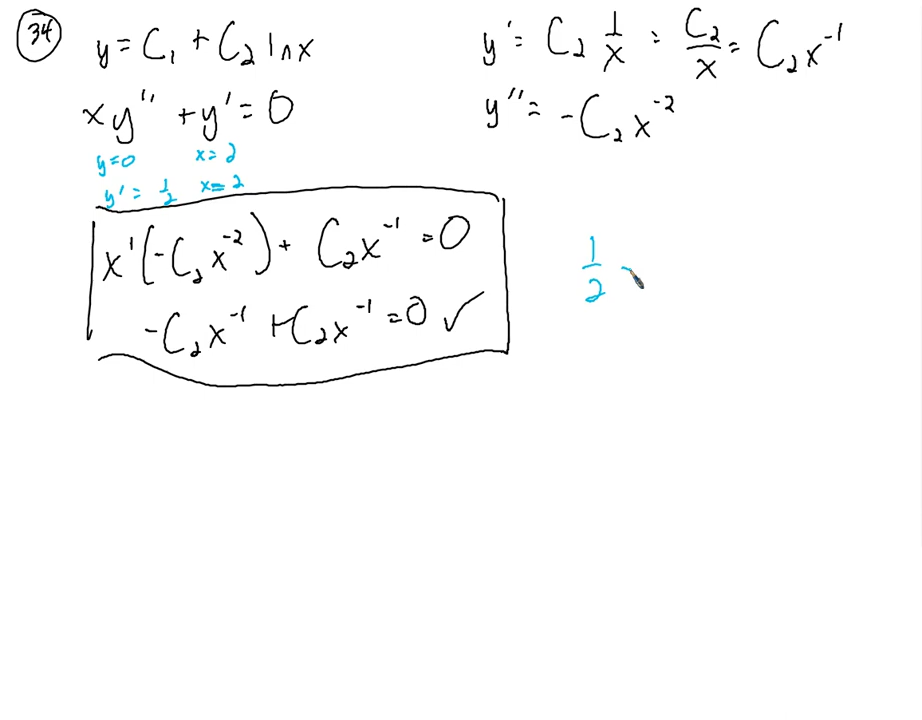 34
y = C₁ + C₂ ln x
xy'' + y' = 0
y=0 x=2
y' = 1/2 x=2
x¹(-C₂x⁻²) + C₂x⁻¹ = 0
-C₂x⁻¹ + C₂x⁻¹ = 0 ✓
y' = C₂ 1/x = C₂/x = C₂x⁻¹
y'' = -C₂x⁻²
1/2 -